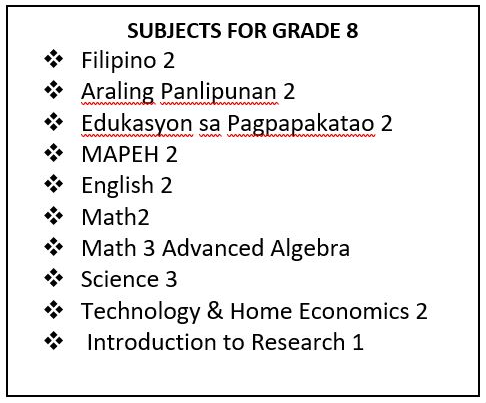 SUBJECTS FOR GRADE 8
❖ Filipino 2
❖ Araling Panlipunan 2
❖ Edukasyon sa Pagpapakatao 2
❖ MAPEH 2
❖ English 2
❖ Math2
❖ Math 3 Advanced Algebra
❖ Science 3
❖ Technology & Home Economics 2
❖ Introduction to Research 1